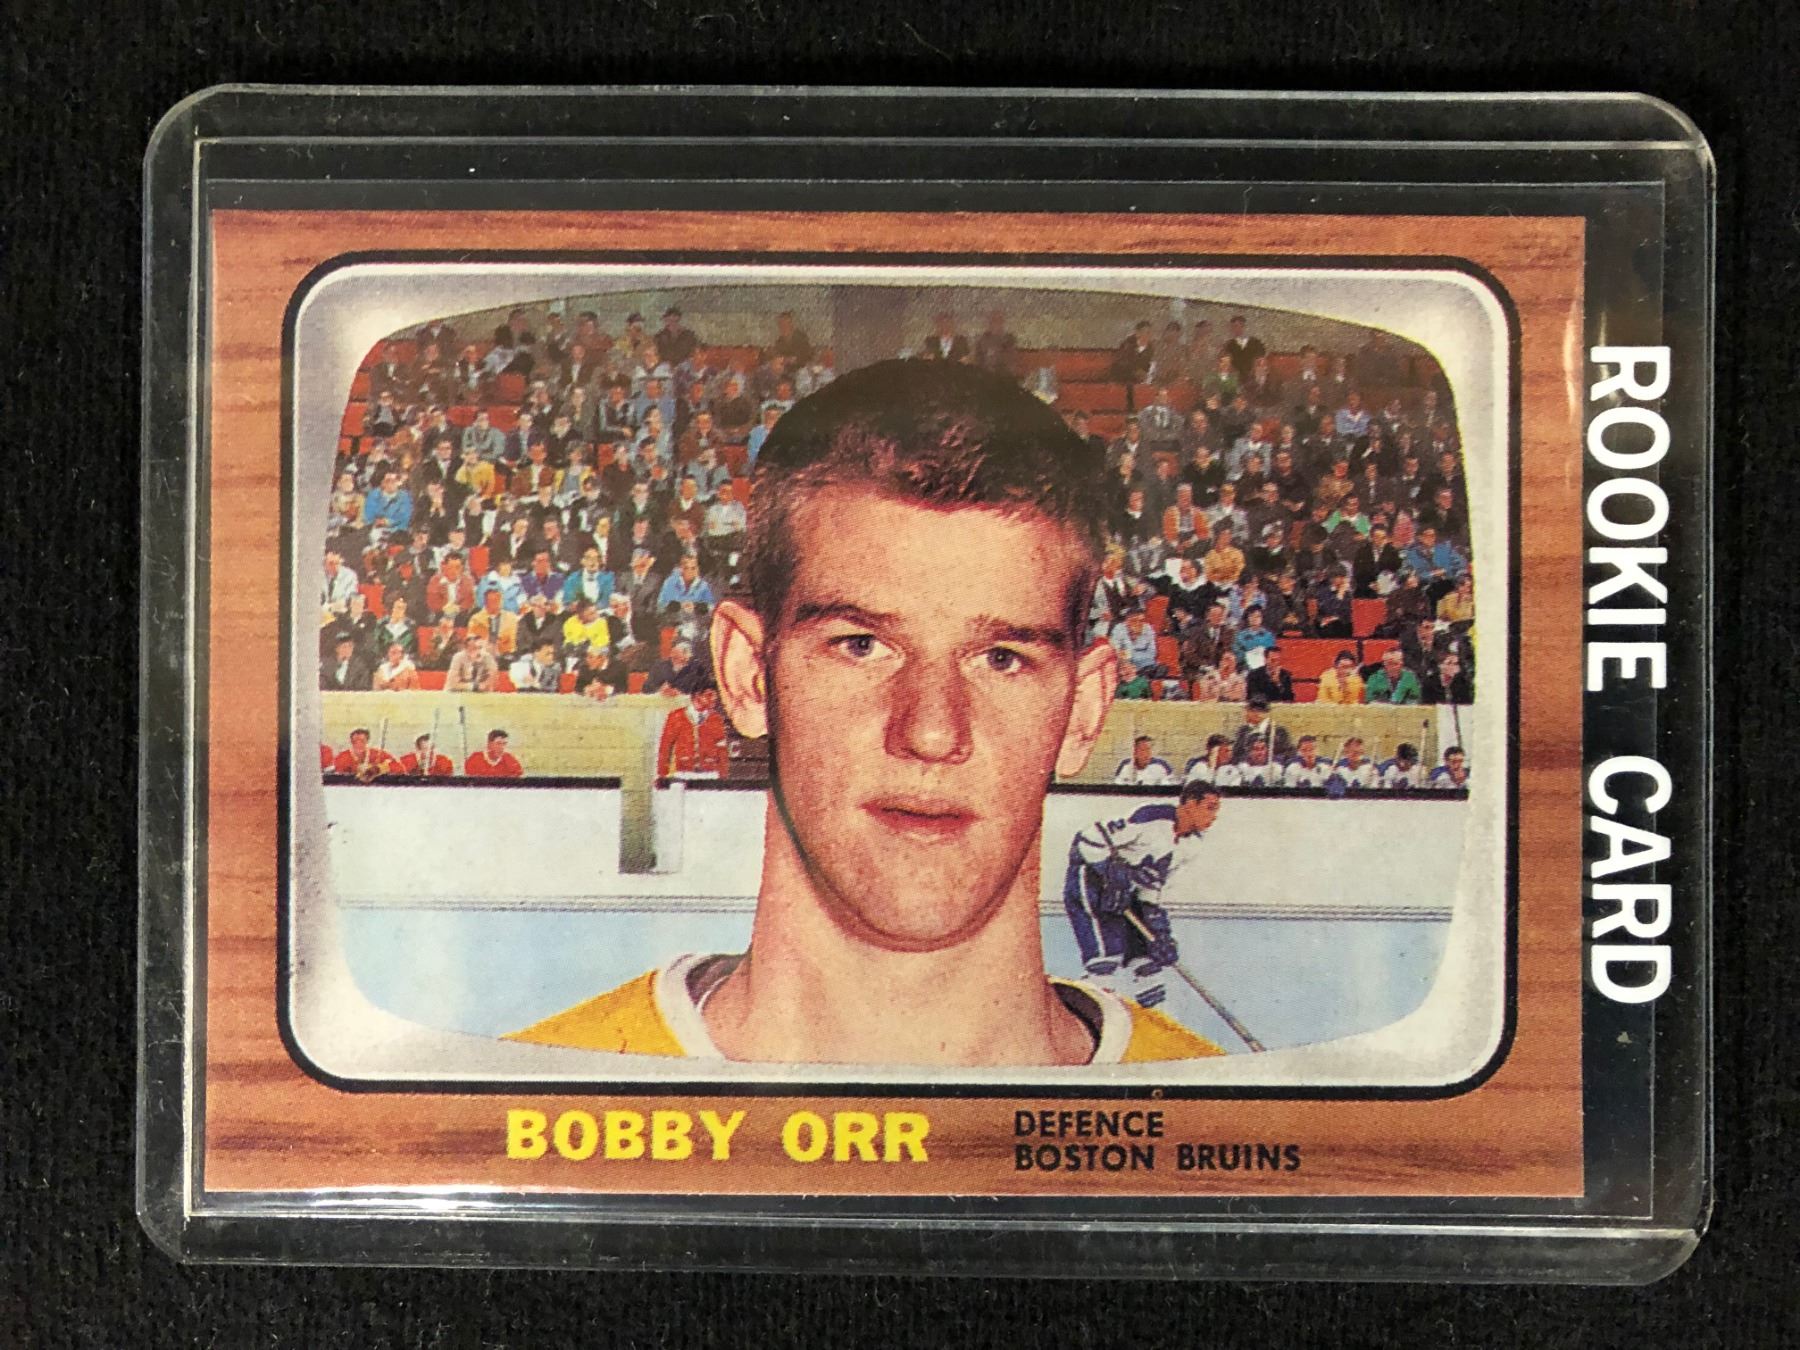 BOBBY ORR
DEFENCE
BOSTON BRUINS
ROOKIE CARD